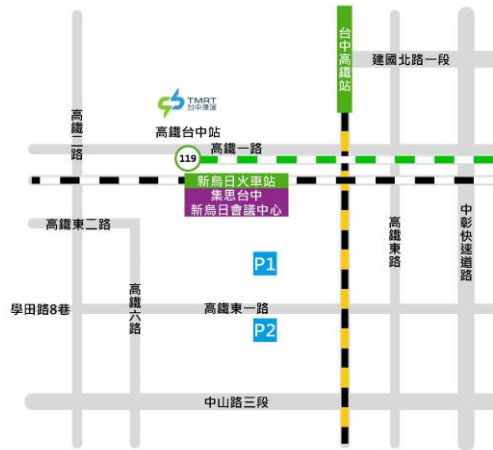 台中高鐵站
建國北路一段
TMRT
台中捷運
高鐵台中站
高鐵二路
高鐵一路
119
新烏日火車站
集思台中
新烏日會議中心
高鐵東二路
高鐵東路
中彰快速道路
P1
高鐵六路
學田路8巷
高鐵東一路
P2
中山路三段